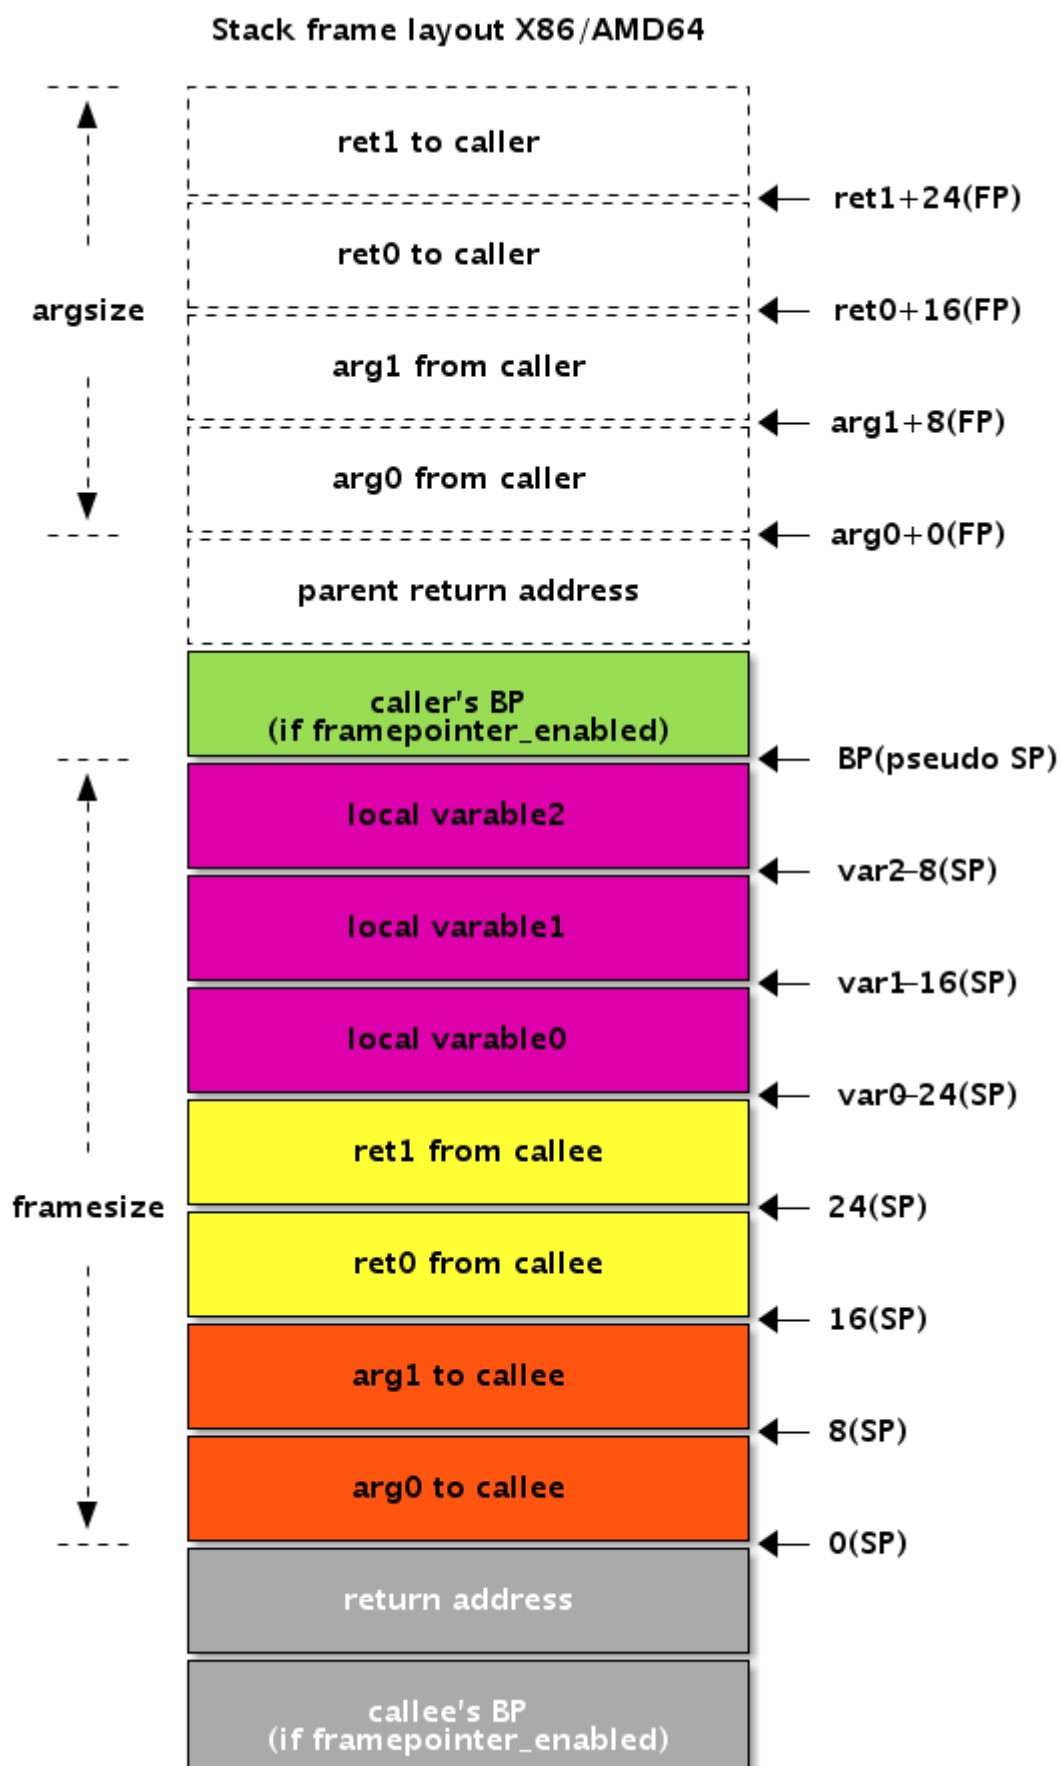 Stack frame layout X86/AMD64
ret1 to caller
ret1+24(FP)
ret0 to caller
argsize
ret0+16(FP)
arg1 from caller
arg1+8(FP)
arg0 from caller
arg0+0(FP)
parent return address
caller's BP
(if framepointer_enabled)
BP(pseudo SP)
local varable2
var2-8(SP)
local varable1
var1-16(SP)
local varable0
var0-24(SP)
ret1 from callee
framesize
24(SP)
ret0 from callee
16(SP)
arg1 to callee
8(SP)
arg0 to callee
0(SP)
return address
callee's BP
(if framepointer_enabled)